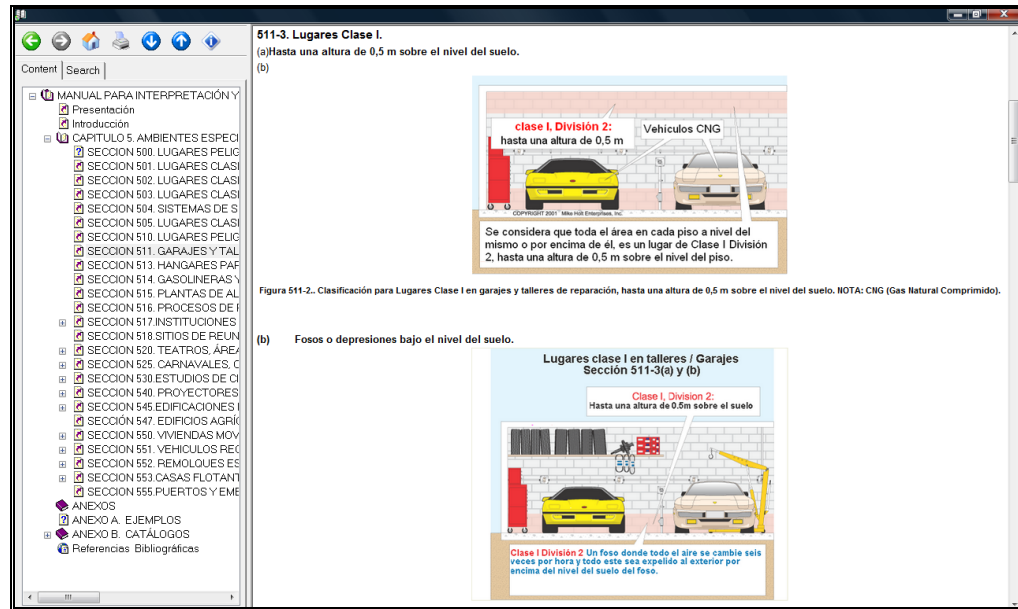 Content
Search
MANUAL PARA INTERPRETACIÓN Y
Presentación
Introducción
CAPITULO 5. AMBIENTES ESPECI
SECCION 500. LUGARES PELIG
SECCION 501. LUGARES CLASI
SECCION 502. LUGARES CLASI
SECCION 503. LUGARES CLASI
SECCION 504. SISTEMAS DE S
SECCION 505. LUGARES CLASI
SECCION 510. LUGARES PELIG
SECCION 511. GARAJES Y TAL
SECCION 513. HANGARES PAR
SECCION 514. GASOLINERAS Y
SECCION 515. PLANTAS DE AL
SECCION 516. PROCESOS DE
SECCION 517.INSTITUCIONES
SECCION 518.SITIOS DE REUN
SECCION 520. TEATROS, ÁREA
SECCION 525. CARNAVALES, C
SECCION 530.ESTUDIOS DE CI
SECCION 540. PROYECTORES
SECCION 545.EDIFICACIONES
SECCIÓN 547. EDIFICIOS AGRÍC
SECCION 550. VIVIENDAS MOV
SECCION 551. VEHICULOS REC
SECCION 552. REMOLQUES ES
SECCION 553.CASAS FLOTANT
SECCION 555.PUERTOS Y EME
ANEXOS
ANEXO A. EJEMPLOS
ANEXO B. CATÁLOGOS
Referencias Bibliográficas
511-3. Lugares Clase I.
(a)Hasta una altura de 0,5 m sobre el nivel del suelo.
(b)
clase I, División 2:
hasta una altura de 0,5 m
Vehículos CNG
COPYRIGHT 2001 Mike Holt Enterprises, Inc.
Se considera que toda el área en cada piso a nivel del
mismo o por encima de él, es un lugar de Clase I División
2, hasta una altura de 0,5 m sobre el nivel del piso.
Figura 511-2.. Clasificación para Lugares Clase I en garajes y talleres de reparación, hasta una altura de 0,5 m sobre el nivel del suelo. NOTA: CNG (Gas Natural Comprimido).
(b) Fosos o depresiones bajo el nivel del suelo.
Lugares clase I en talleres / Garajes
Sección 511-3(a) y (b)
Clase I, Division 2:
Hasta una altura de 0.5m sobre el suelo
Clase I División 2 Un foso donde todo el aire se cambie seis
veces por hora y todo este sea expelido al exterior por
encima del nivel del suelo del foso.